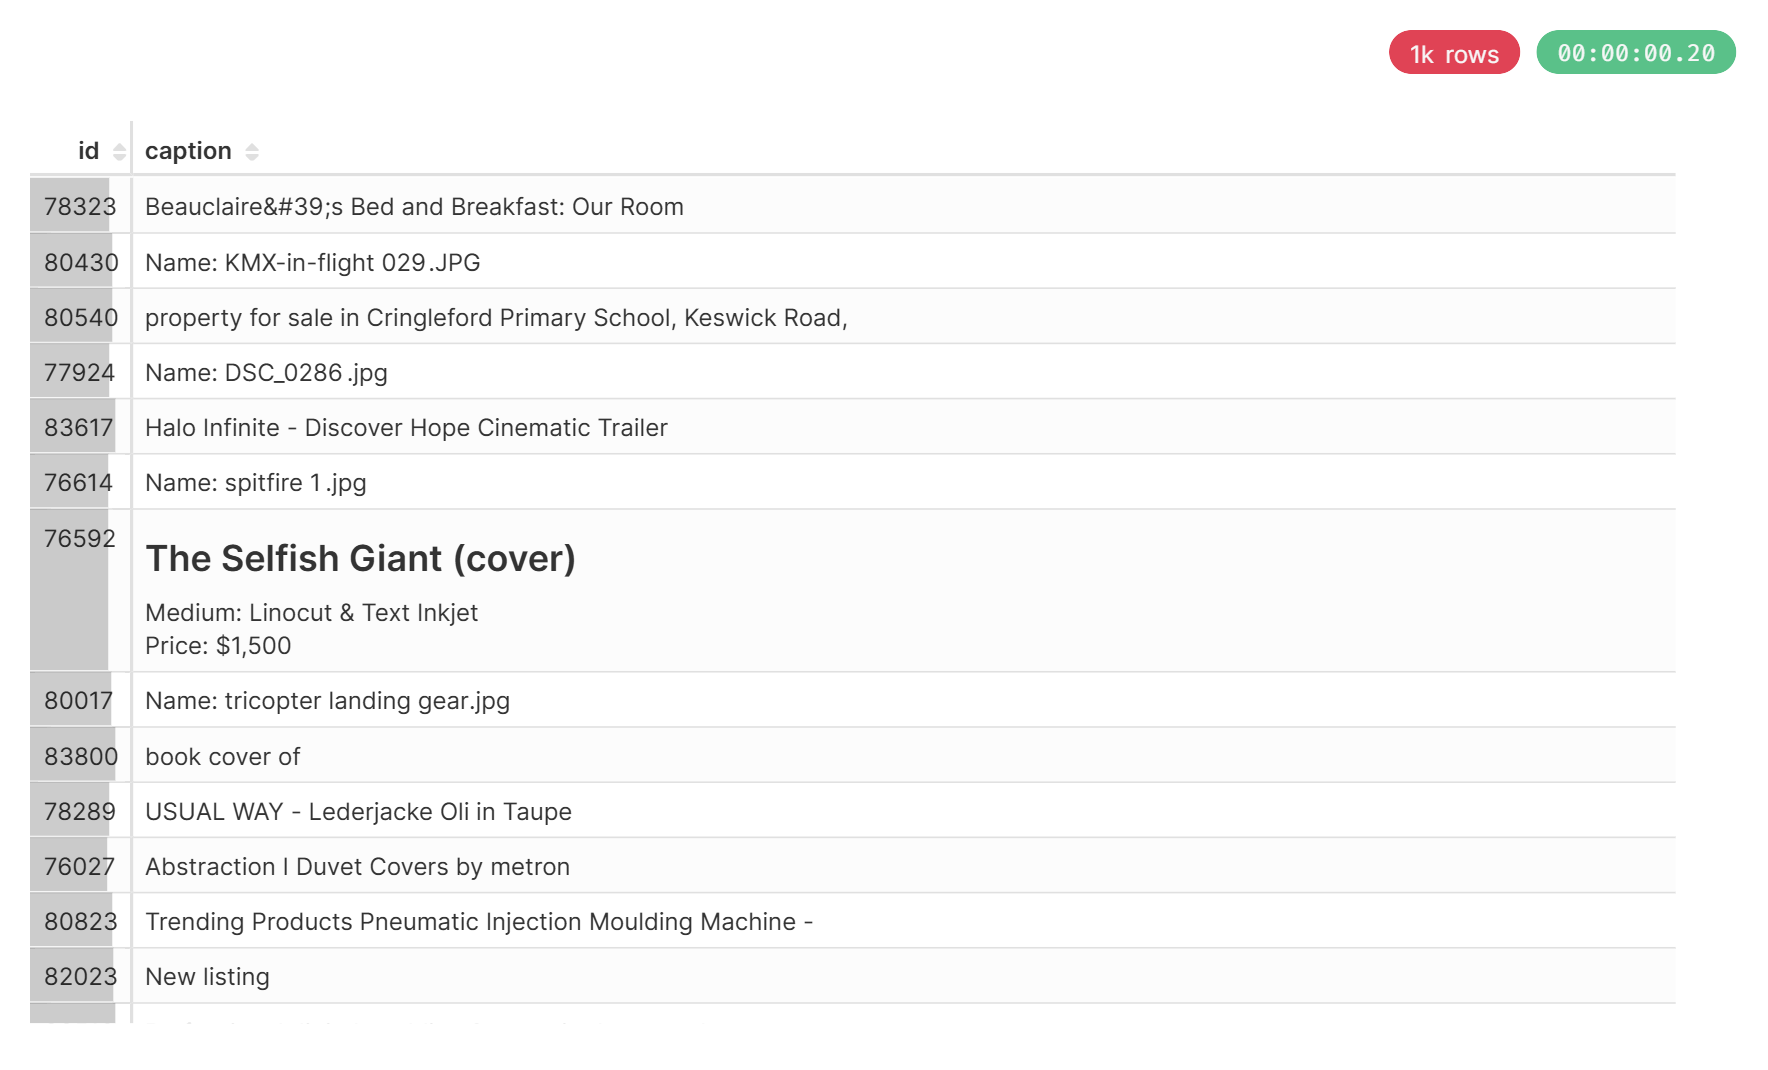 1k rows 00:00:00.20
id caption
78323 Beauclaire&#39;s Bed and Breakfast: Our Room
80430 Name: KMX-in-flight 029.JPG
80540 property for sale in Cringleford Primary School, Keswick Road,
77924 Name: DSC_0286.jpg
83617 Halo Infinite - Discover Hope Cinematic Trailer
76614 Name: spitfire 1.jpg
76592 The Selfish Giant (cover)
Medium: Linocut & Text Inkjet
Price: $1,500
80017 Name: tricopter landing gear.jpg
83800 book cover of
78289 USUAL WAY - Lederjacke Oli in Taupe
76027 Abstraction I Duvet Covers by metron
80823 Trending Products Pneumatic Injection Moulding Machine -
82023 New listing